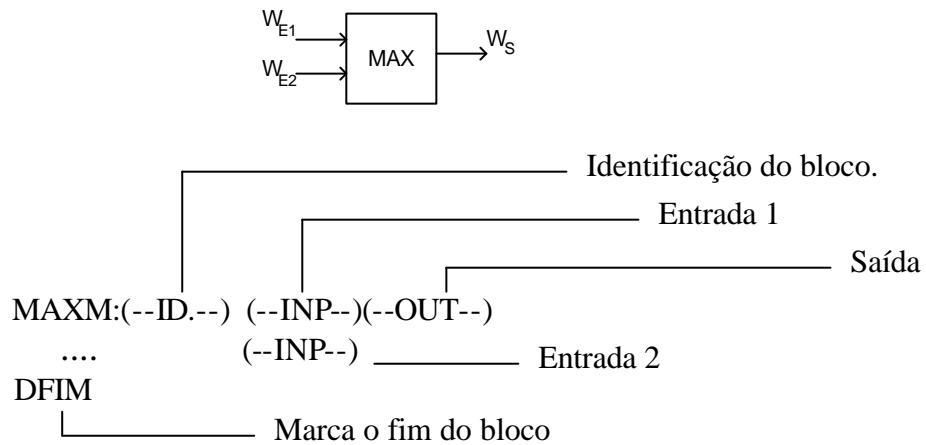 W_E1
W_E2
MAX
W_S
Identificação do bloco.
Entrada 1
Saída
MAXM:(--ID.--) (--INP--)(--OUT--)
.... (--INP--) Entrada 2
DFIM
Marca o fim do bloco